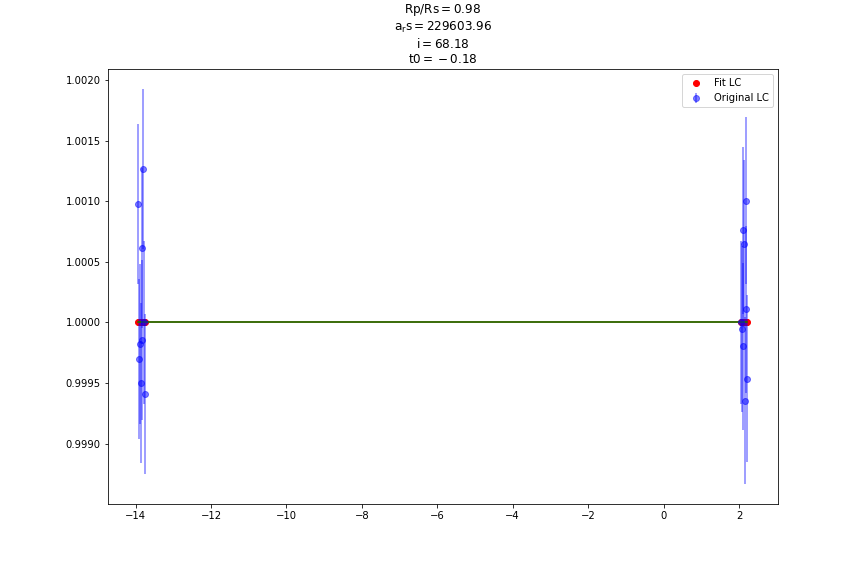 Rp/Rs = 0.98
aᵣs = 229603.96
i = 68.18
t0 = −0.18
1.0020
1.0015
1.0010
1.0005
1.0000
0.9995
0.9990
Fit LC
Original LC
−14 −12 −10 −8 −6 −4 −2 0 2